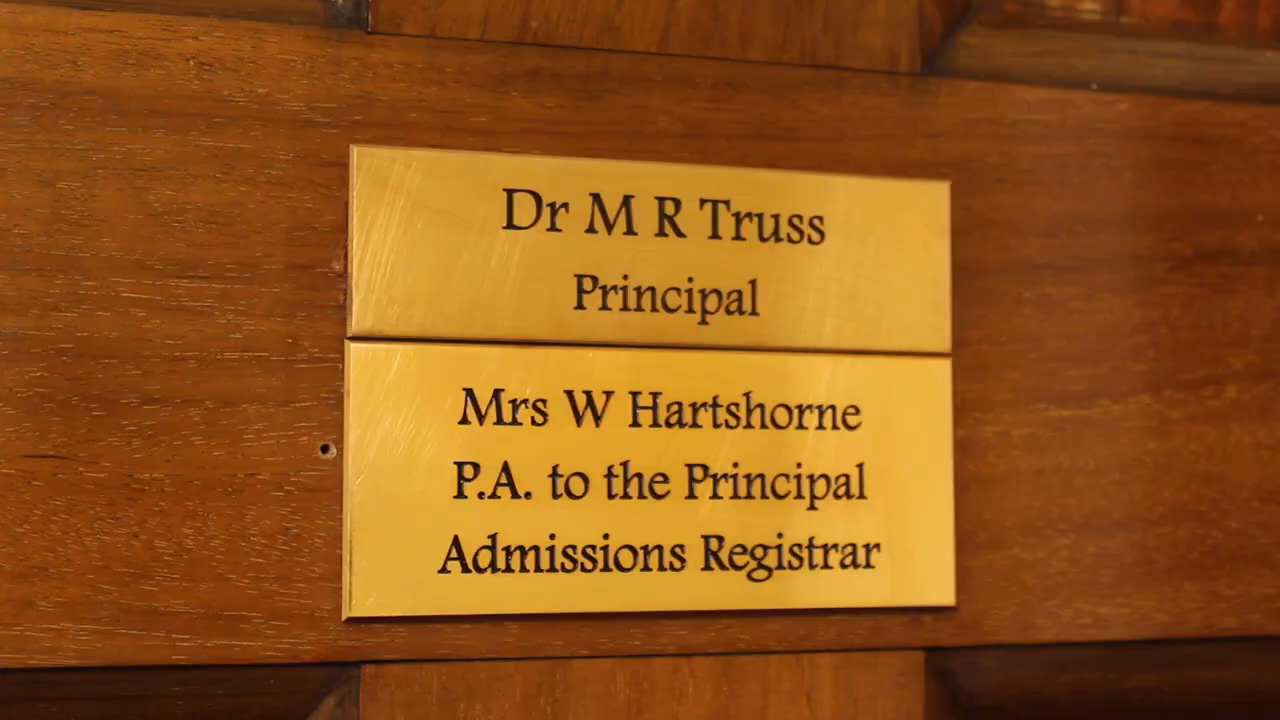 Dr M R Truss
Principal
Mrs W Hartshorne
P.A. to the Principal
Admissions Registrar